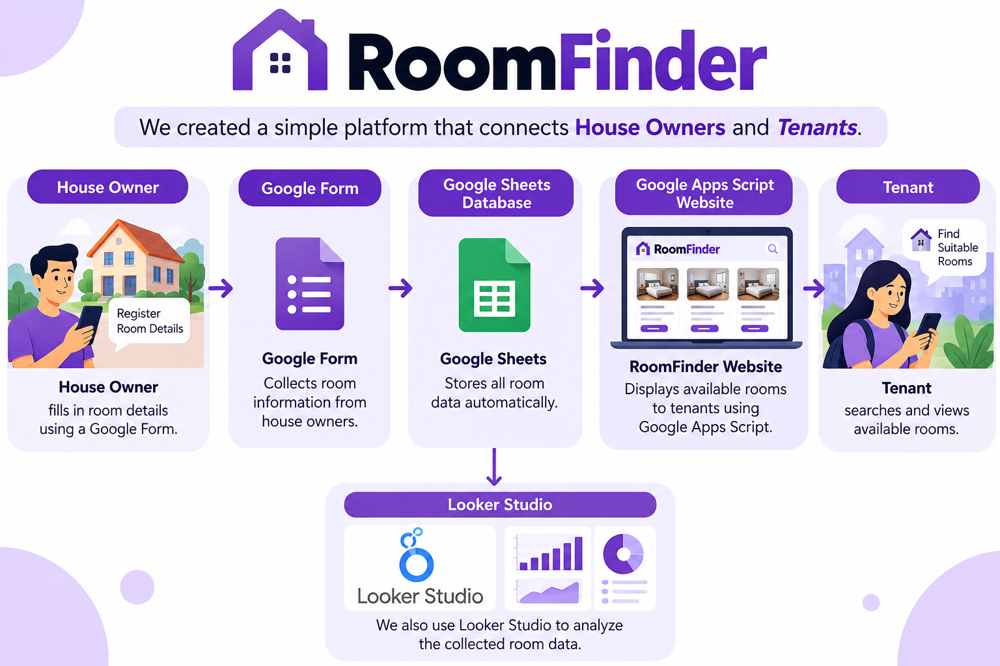 RoomFinder
We created a simple platform that connects House Owners and Tenants.
House Owner
Register
Room Details
House Owner
fills in room details
using a Google Form.
Google Form
Google Form
Collects room
information from
house owners.
Google Sheets
Database
Google Sheets
Stores all room
data automatically.
Google Apps Script
Website
RoomFinder
RoomFinder Website
Displays available rooms
to tenants using
Google Apps Script.
Tenant
Find
Suitable
Rooms
Tenant
searches and views
available rooms.
Looker Studio
Looker Studio
We also use Looker Studio to analyze
the collected room data.